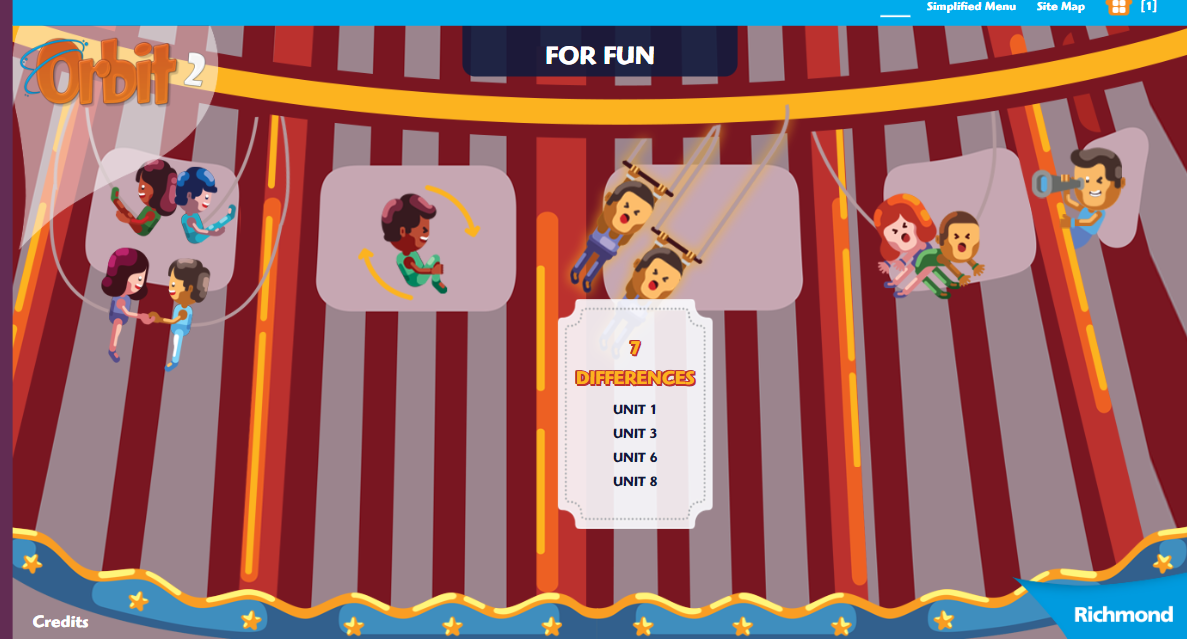 Simplified Menu Site Map [1]
Orbit 2
FOR FUN
7
DIFFERENCES
UNIT 1
UNIT 3
UNIT 6
UNIT 8
Credits
Richmond